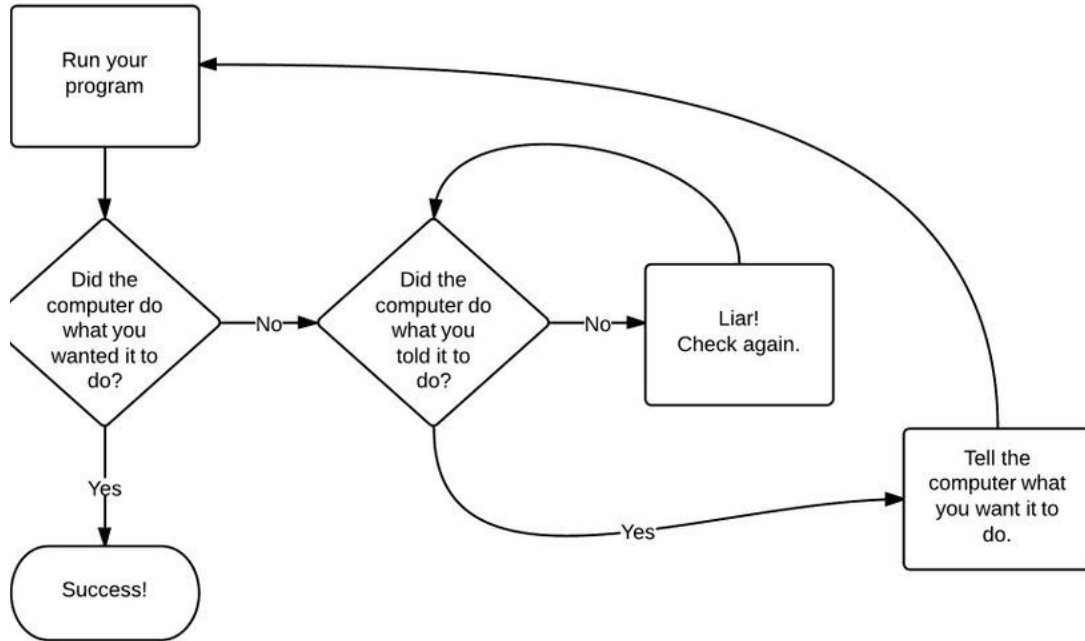 Run your
program
Did the
computer do
what you
wanted it to
do?
No
Did the
computer do
what you
told it to
do?
No
Liar!
Check again.
Yes
Success!
Yes
Tell the
computer what
you want it to
do.